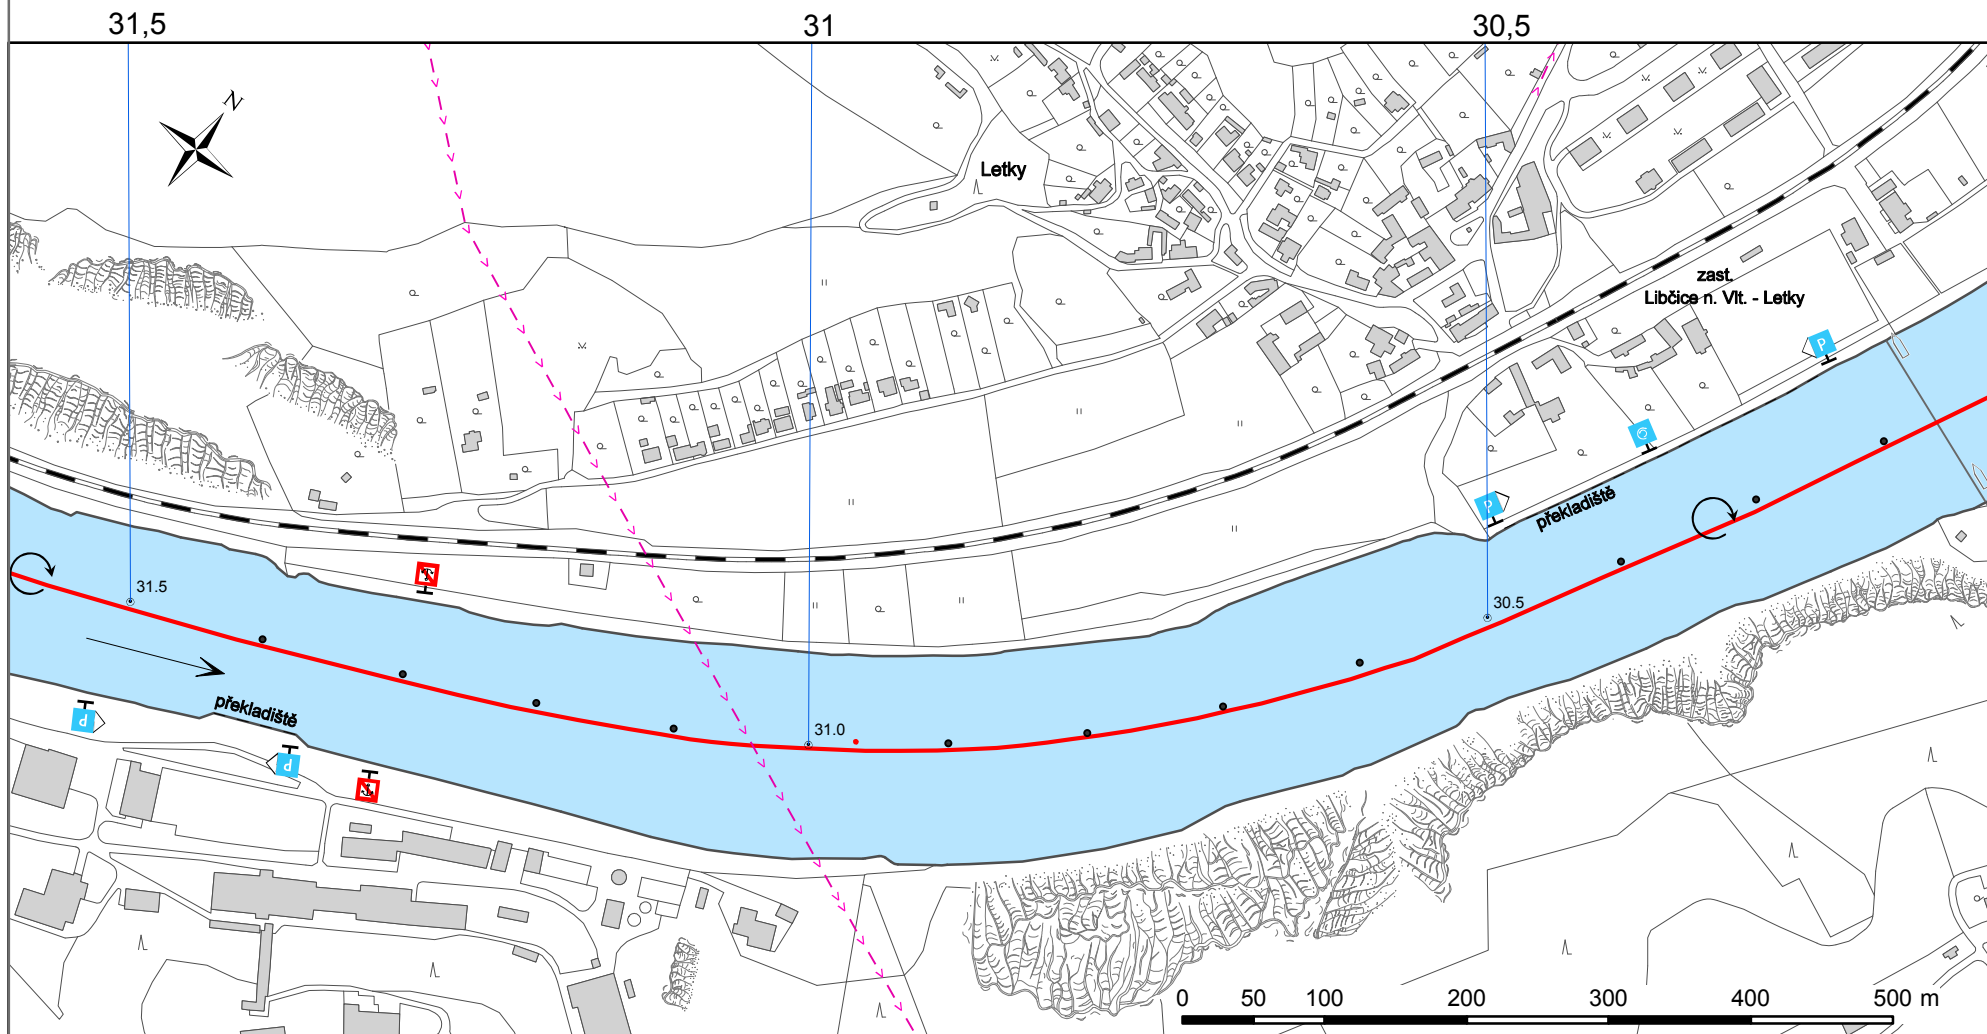 31,5
31
30,5
N
Letky
zast.
Libčice n. Vlt. - Letky
P
P
překladiště
31.5
30.5
31.0
překladiště
P
P
0 50 100 200 300 400 500 m